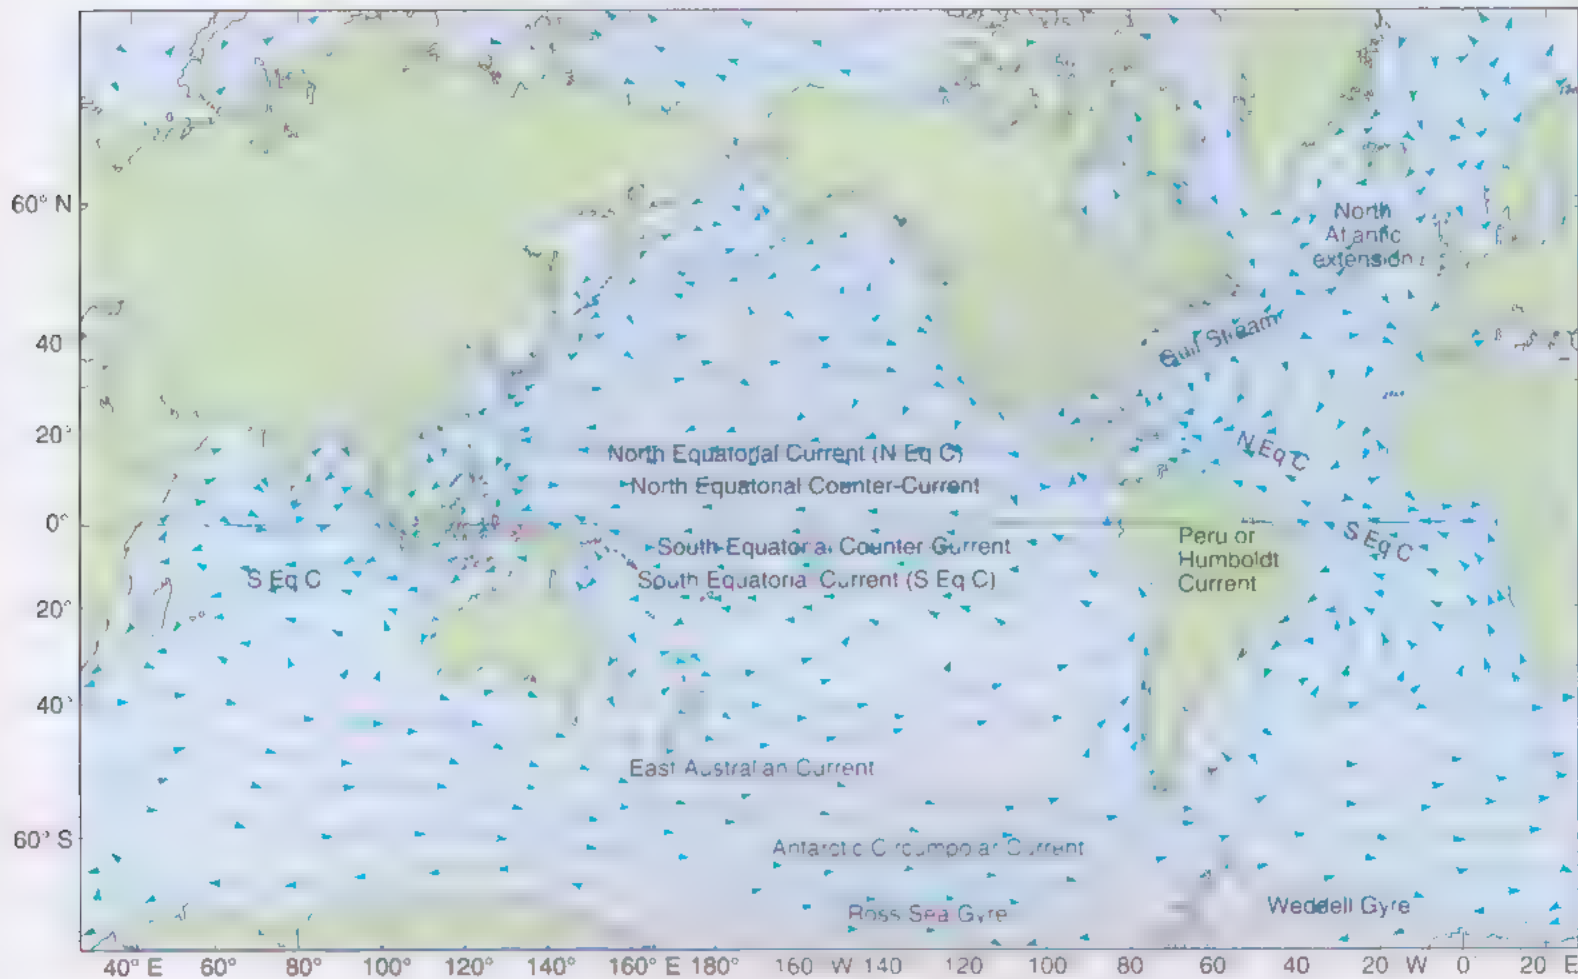 60° N
40
20°
0°
20°
40°
60° S
North
Atlantic
extension
Gulf Stream
N Eq C
North Equatorial Current (N Eq C)
North Equatorial Counter-Current
South Equatorial Counter Current
South Equatorial Current (S Eq C)
S Eq C
S Eq C
Peru or
Humboldt
Current
East Australian Current
Antarctic Circumpolar Current
Ross Sea Gyre
Weddell Gyre
40° E 60° 80° 100° 120° 140° 160° E 180° 160 W 140 120 100 80 60 40 20 W 0° 20 E